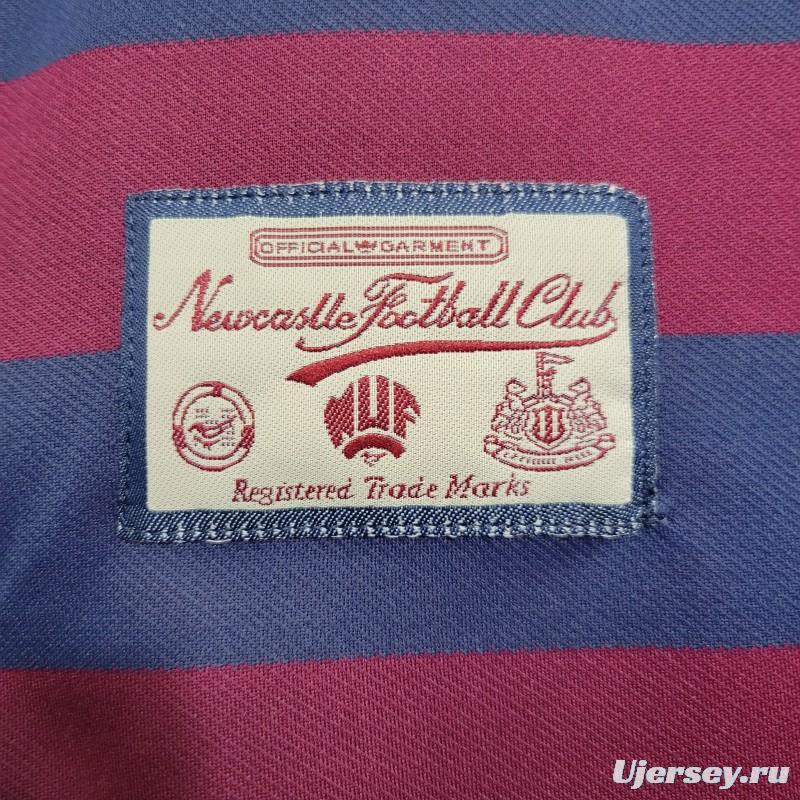 OFFICIAL GARMENT
Newcastle Football Club
NUF
Registered Trade Marks
Ujersey.ru